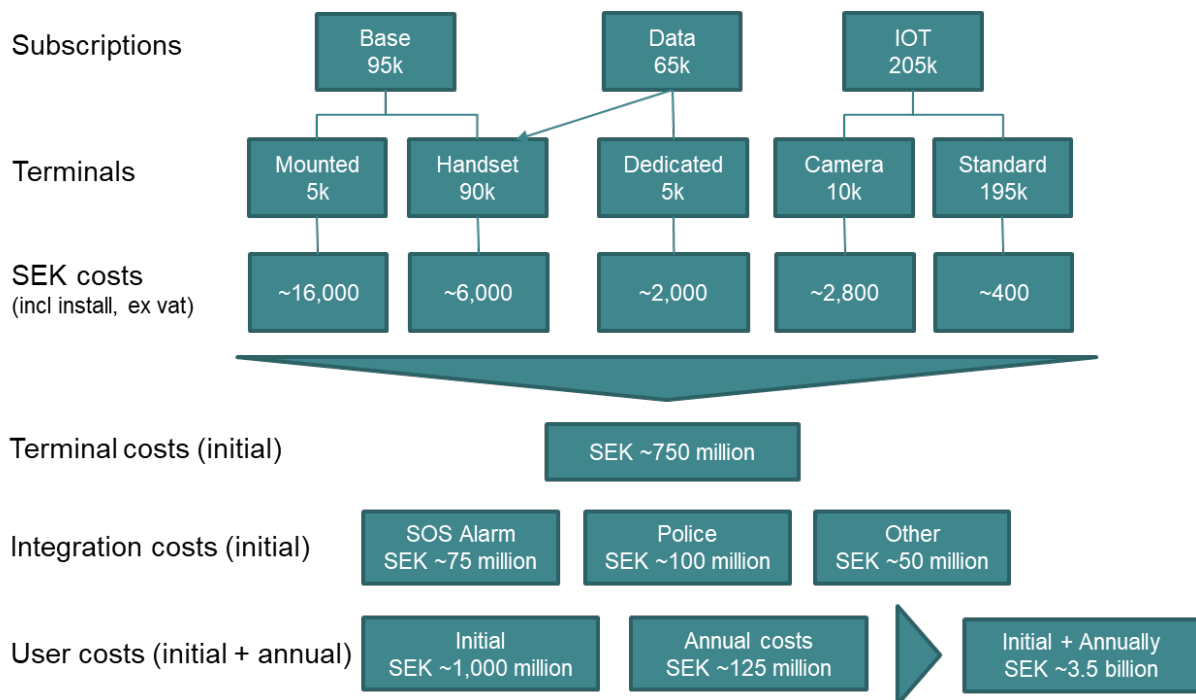 Subscriptions
Base
95k
Data
65k
IOT
205k
Terminals
Mounted
5k
Handset
90k
Dedicated
5k
Camera
10k
Standard
195k
SEK costs
(incl install, ex vat)
~16,000
~6,000
~2,000
~2,800
~400
Terminal costs (initial)
SEK ~750 million
Integration costs (initial)
SOS Alarm
SEK ~75 million
Police
SEK ~100 million
Other
SEK ~50 million
User costs (initial + annual)
Initial
SEK ~1,000 million
Annual costs
SEK ~125 million
Initial + Annually
SEK ~3.5 billion